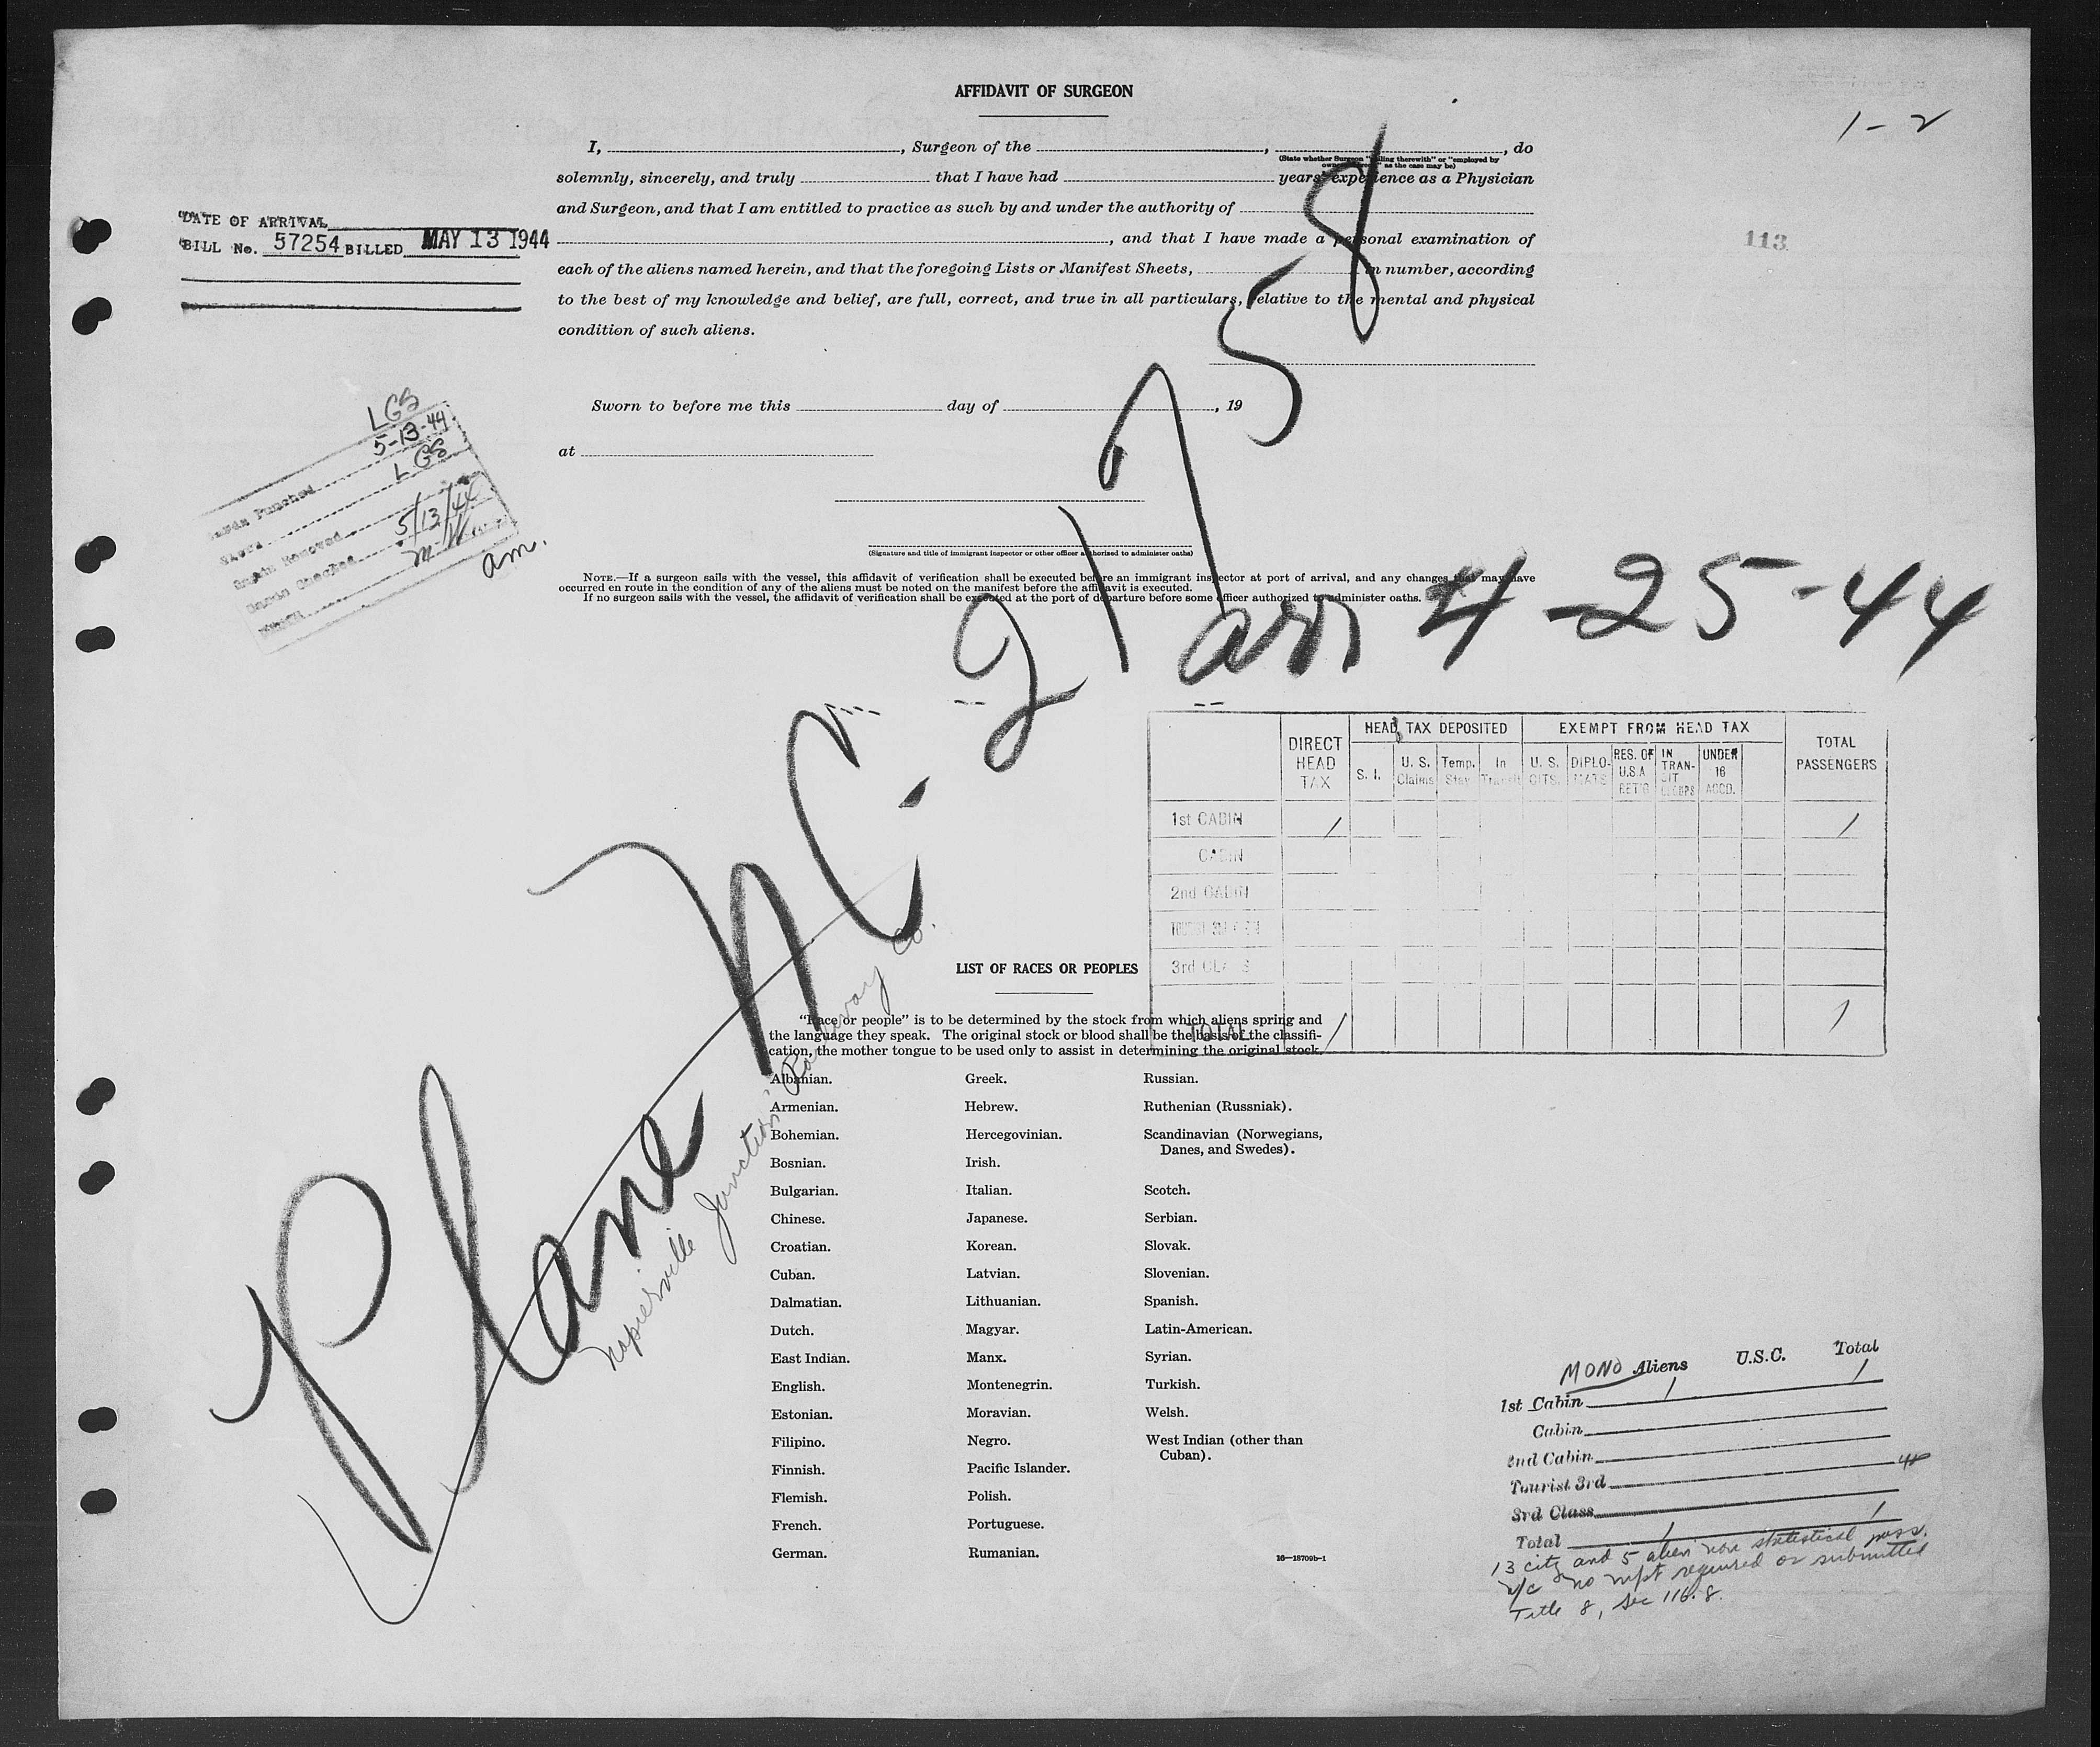 AFFIDAVIT OF SURGEON
1-2
I, , Surgeon of the , , do
(State whether Surgeon "sailing therewith" or "employed by
owners thereof" as the case may be)
solemnly, sincerely, and truly that I have had years' experience as a Physician
and Surgeon, and that I am entitled to practice as such by and under the authority of
, and that I have made a personal examination of
each of the aliens named herein, and that the foregoing Lists or Manifest Sheets, in number, according
to the best of my knowledge and belief, are full, correct, and true in all particulars, relative to the mental and physical
condition of such aliens.
DATE OF ARRIVAL
BILL No. 57254 BILLED MAY 13 1944
113
Sworn to before me this day of , 19
at
(Signature and title of immigrant inspector or other officer authorized to administer oaths)
NOTE.—If a surgeon sails with the vessel, this affidavit of verification shall be executed before an immigrant inspector at port of arrival, and any changes that may have
occurred en route in the condition of any of the aliens must be noted on the manifest before the affidavit is executed.
If no surgeon sails with the vessel, the affidavit of verification shall be executed at the port of departure before some officer authorized to administer oaths.
LGS
Punched 5-13-44
LGS
Removed
Checked 5/13/44
am.
Plane NC-21758
arr 4-25-44
Napierville Junction Railway Co.
DIRECT HEAD TAX
HEAD TAX DEPOSITED
EXEMPT FROM HEAD TAX
TOTAL PASSENGERS
S. I. U. S. Claims Temp. Stay In Transit U. S. CITS. DIPLOMATS RES. OF U.S.A RET'G IN TRANSIT UNDER 16 ACCD.
1st CABIN / /
CABIN
2nd CABIN
3rd CLASS
TOTAL / /
LIST OF RACES OR PEOPLES
"Race or people" is to be determined by the stock from which aliens spring and
the language they speak. The original stock or blood shall be the basis of the classifi-
cation, the mother tongue to be used only to assist in determining the original stock.
Albanian.
Armenian.
Bohemian.
Bosnian.
Bulgarian.
Chinese.
Croatian.
Cuban.
Dalmatian.
Dutch.
East Indian.
English.
Estonian.
Filipino.
Finnish.
Flemish.
French.
German.
Greek.
Hebrew.
Hercegovinian.
Irish.
Italian.
Japanese.
Korean.
Latvian.
Lithuanian.
Magyar.
Manx.
Montenegrin.
Moravian.
Negro.
Pacific Islander.
Polish.
Portuguese.
Rumanian.
Russian.
Ruthenian (Russniak).
Scandinavian (Norwegians,
Danes, and Swedes).
Scotch.
Serbian.
Slovak.
Slovenian.
Spanish.
Latin-American.
Syrian.
Turkish.
Welsh.
West Indian (other than
Cuban).
16—18709b-1
MONO Aliens U.S.C. Total
1st Cabin / /
Cabin
2nd Cabin
Tourist 3rd
3rd Class
Total / /
13 city and 5 alien non statistical pass.
n/c no mfst required or submitted
Title 8, Sec 116.8.